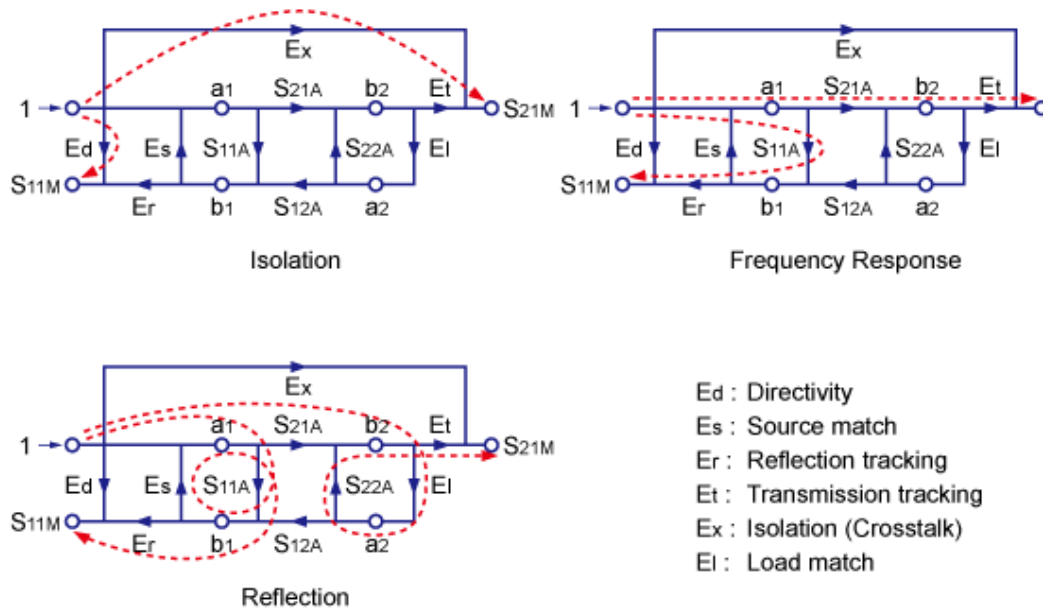 Ex
a1 S21A b2 Et
1 S21M
Ed Es S11A S22A El
S11M
Er b1 S12A a2
Isolation
Ex
a1 S21A b2 Et
1
Ed Es S11A S22A El
S11M
Er b1 S12A a2
Frequency Response
Ex
a1 S21A b2 Et
1 S21M
Ed Es S11A S22A El
S11M
Er b1 S12A a2
Reflection
Ed : Directivity
Es : Source match
Er : Reflection tracking
Et : Transmission tracking
Ex : Isolation (Crosstalk)
El : Load match